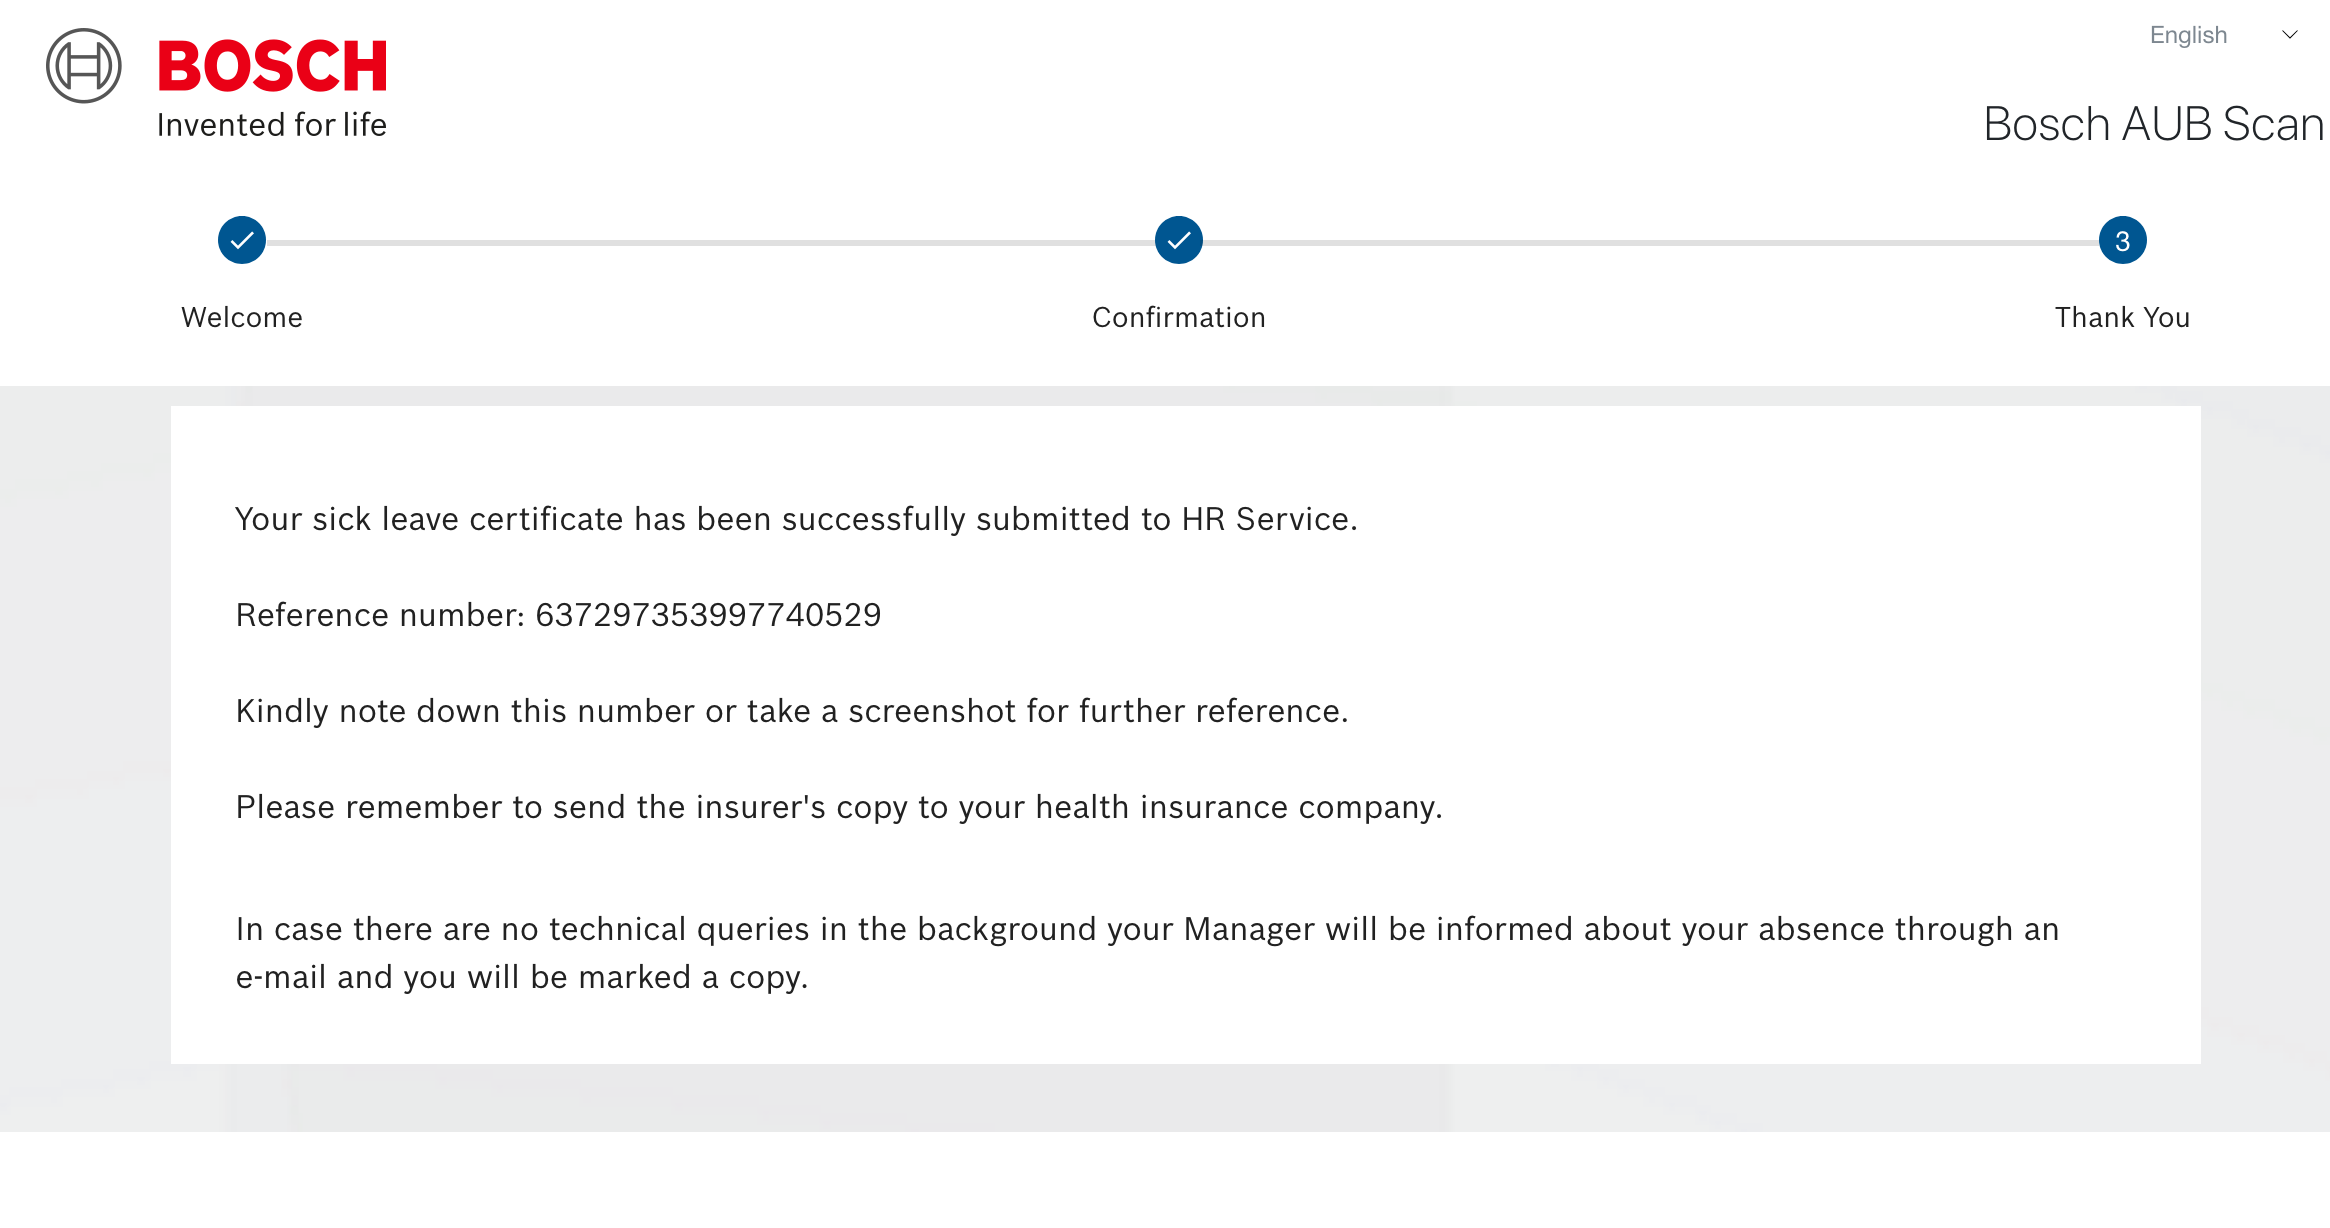 BOSCH
Invented for life
English
Bosch AUB Scan
3
Welcome
Confirmation
Thank You
Your sick leave certificate has been successfully submitted to HR Service.
Reference number: 637297353997740529
Kindly note down this number or take a screenshot for further reference.
Please remember to send the insurer's copy to your health insurance company.
In case there are no technical queries in the background your Manager will be informed about your absence through an
e-mail and you will be marked a copy.